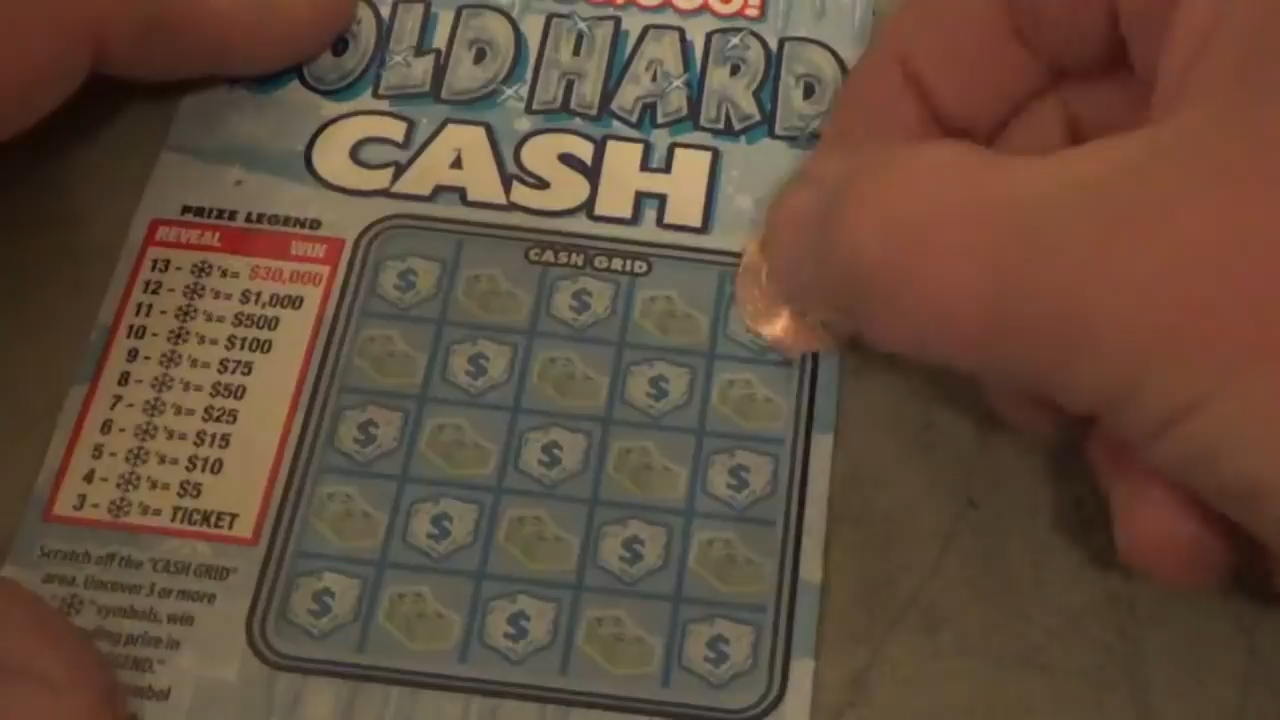 OLD HARD
CASH
PRIZE LEGEND
REVEAL WIN
13 - ❄'s= $30,000
12 - ❄'s= $1,000
11 - ❄'s= $500
10 - ❄'s= $100
9 - ❄'s= $75
8 - ❄'s= $50
7 - ❄'s= $25
6 - ❄'s= $15
5 - ❄'s= $10
4 - ❄'s= $5
3 - ❄'s= TICKET
CASH GRID
$ $
$ $
$ $ $
$ $
$ $ $
Scratch off the "CASH GRID"
area. Uncover 3 or more
"❄" symbols, win
prize in